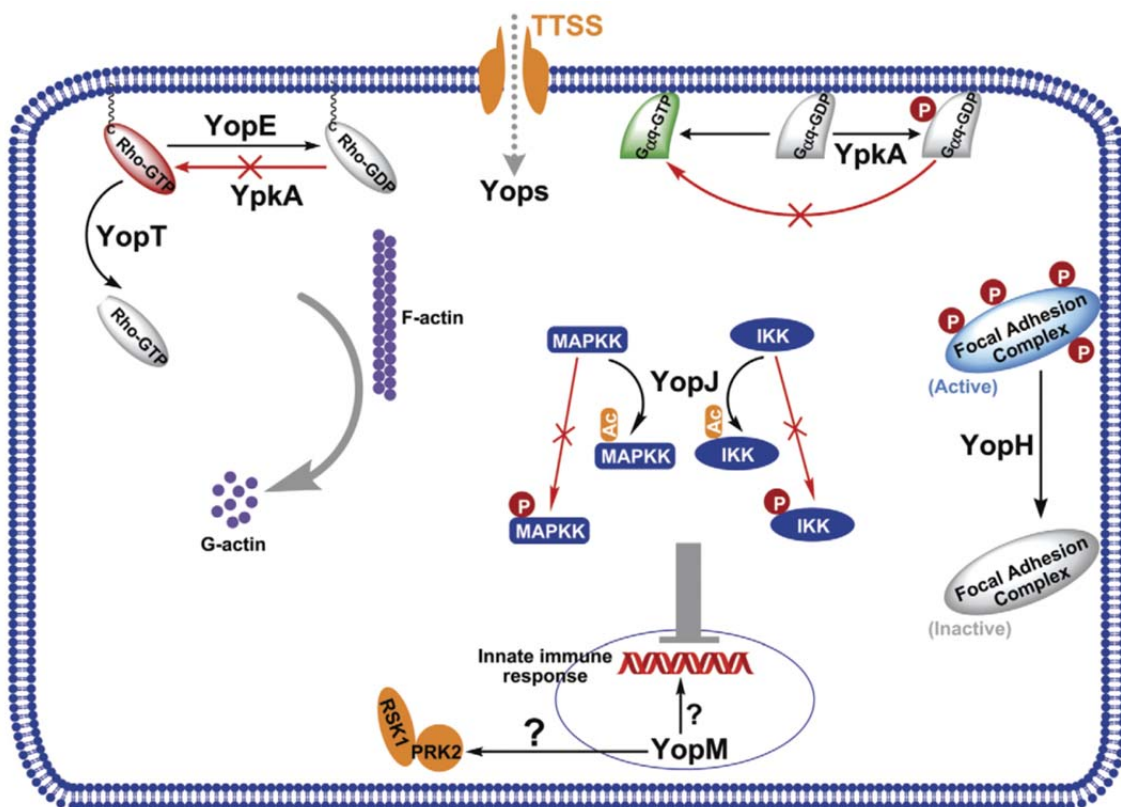 TTSS
C
Rho-GTP
YopE
C
Rho-GDP
YpkA
YopT
Rho-GTP
Yops
Gαq-GTP
Gαq-GDP
P
Gαq-GDP
YpkA
F-actin
G-actin
MAPKK
IKK
YopJ
Ac
MAPKK
Ac
IKK
P
MAPKK
P
IKK
P
P
P
P
Focal Adhesion
Complex
(Active)
YopH
Focal Adhesion
Complex
(Inactive)
Innate immune
response
?
YopM
?
RSK1
PRK2